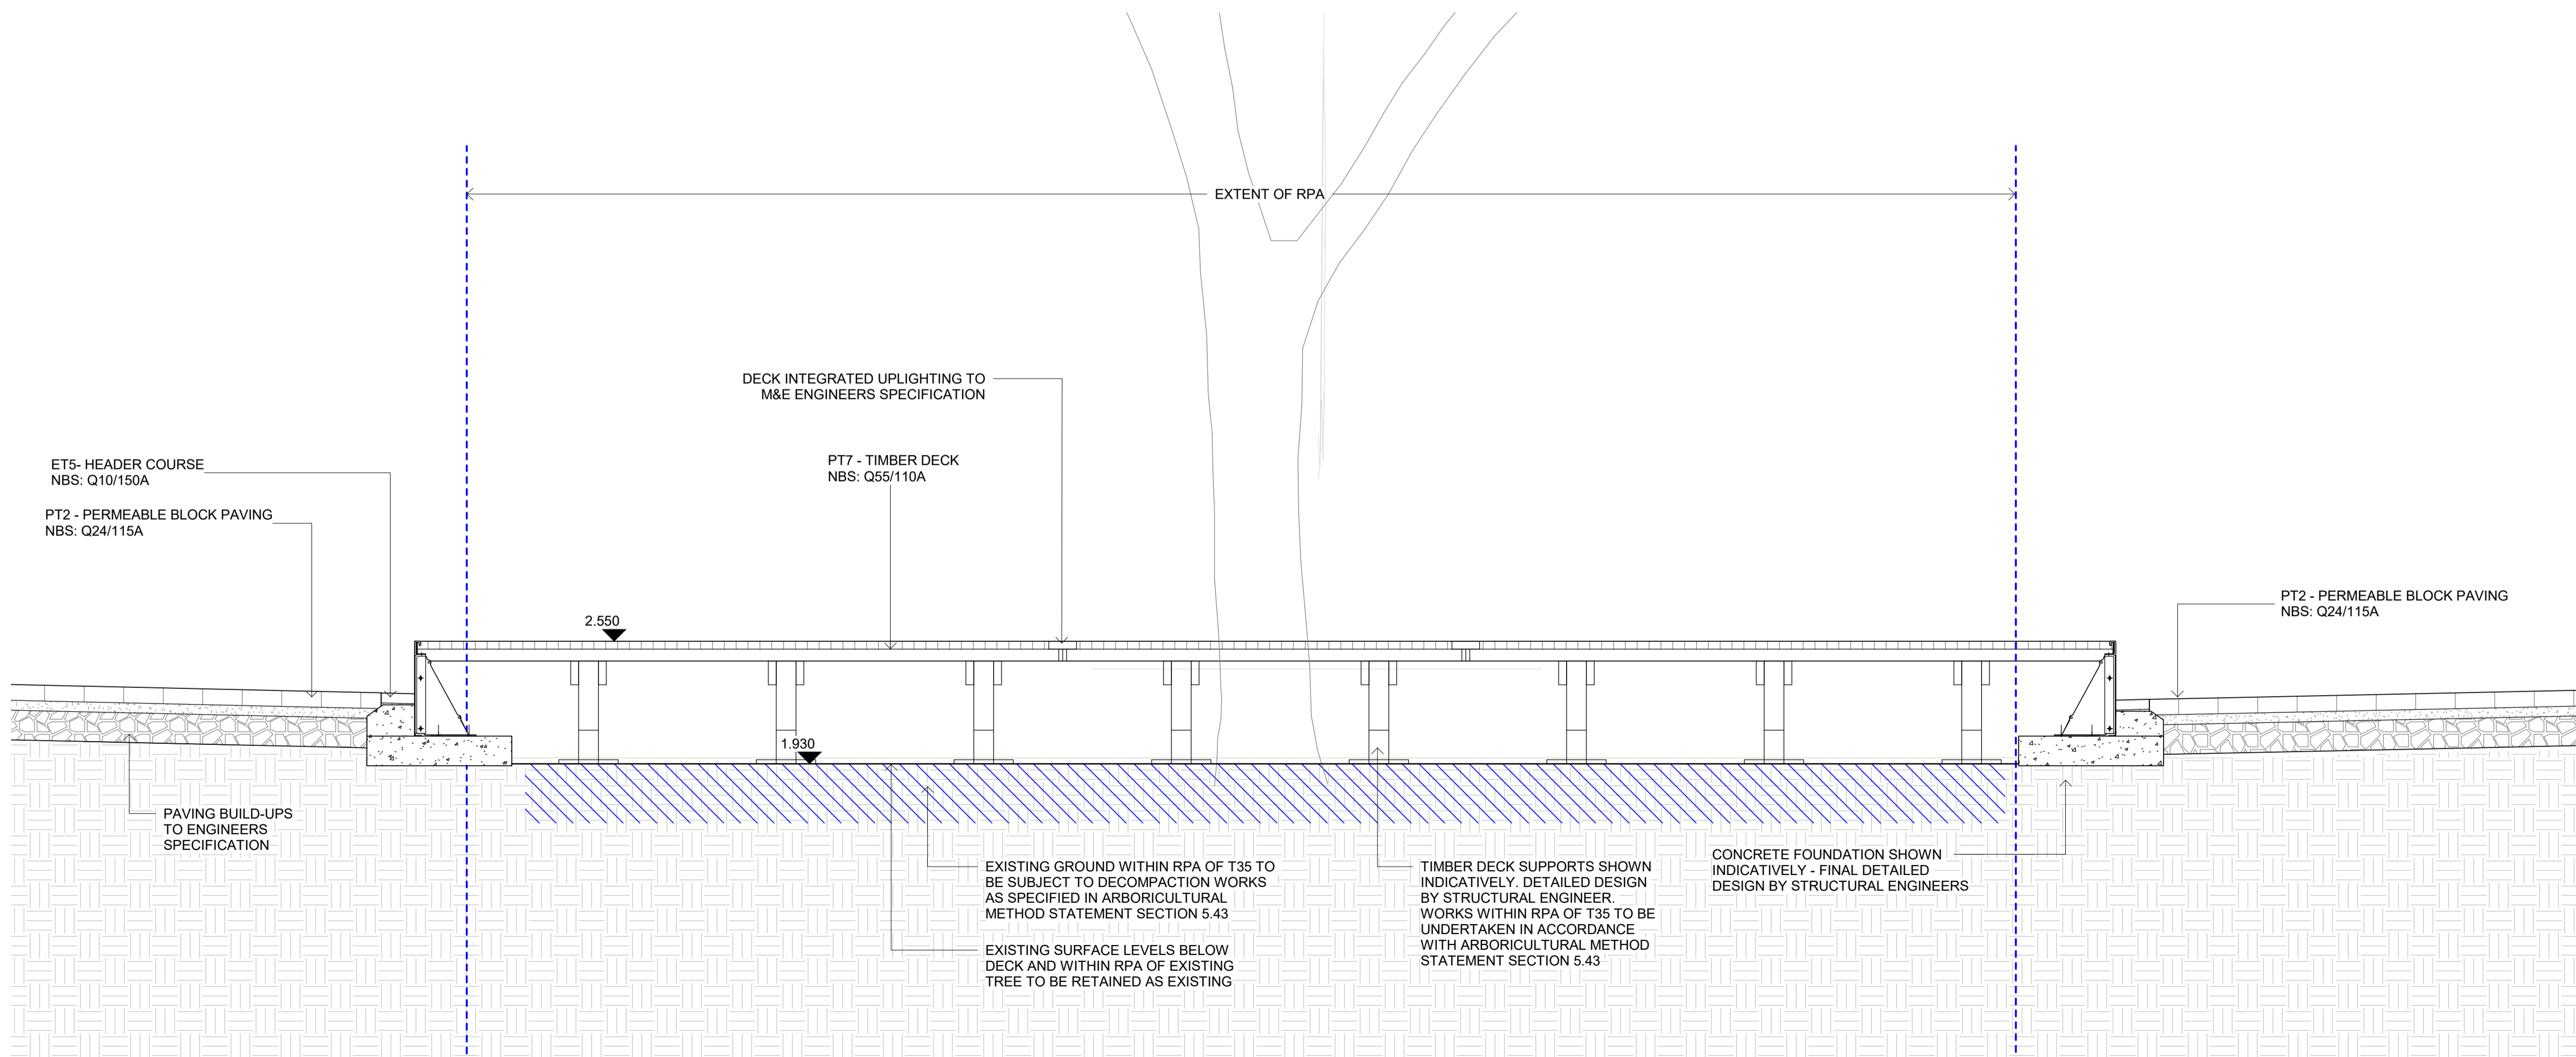 EXTENT OF RPA
DECK INTEGRATED UPLIGHTING TO
M&E ENGINEERS SPECIFICATION
ET5- HEADER COURSE
NBS: Q10/150A
PT7 - TIMBER DECK
NBS: Q55/110A
PT2 - PERMEABLE BLOCK PAVING
NBS: Q24/115A
PT2 - PERMEABLE BLOCK PAVING
NBS: Q24/115A
2.550
1.930
PAVING BUILD-UPS
TO ENGINEERS
SPECIFICATION
EXISTING GROUND WITHIN RPA OF T35 TO
BE SUBJECT TO DECOMPACTION WORKS
AS SPECIFIED IN ARBORICULTURAL
METHOD STATEMENT SECTION 5.43
EXISTING SURFACE LEVELS BELOW
DECK AND WITHIN RPA OF EXISTING
TREE TO BE RETAINED AS EXISTING
TIMBER DECK SUPPORTS SHOWN
INDICATIVELY. DETAILED DESIGN
BY STRUCTURAL ENGINEER.
WORKS WITHIN RPA OF T35 TO BE
UNDERTAKEN IN ACCORDANCE
WITH ARBORICULTURAL METHOD
STATEMENT SECTION 5.43
CONCRETE FOUNDATION SHOWN
INDICATIVELY - FINAL DETAILED
DESIGN BY STRUCTURAL ENGINEERS